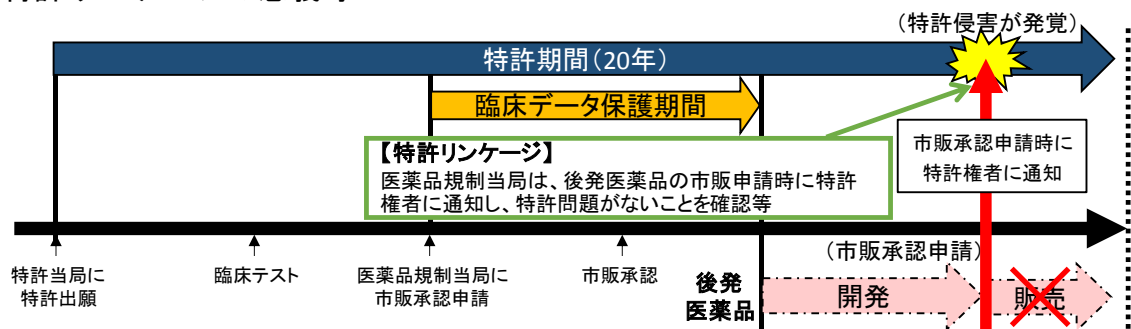 (特許侵害が発覚)
特許期間(20年)
臨床データ保護期間
【特許リンケージ】
医薬品規制当局は、後発医薬品の市販申請時に特許
権者に通知し、特許問題がないことを確認等
市販承認申請時に
特許権者に通知
特許当局に
特許出願
臨床テスト
医薬品規制当局に
市販承認申請
市販承認
(市販承認申請)
後発
医薬品
開発
販売